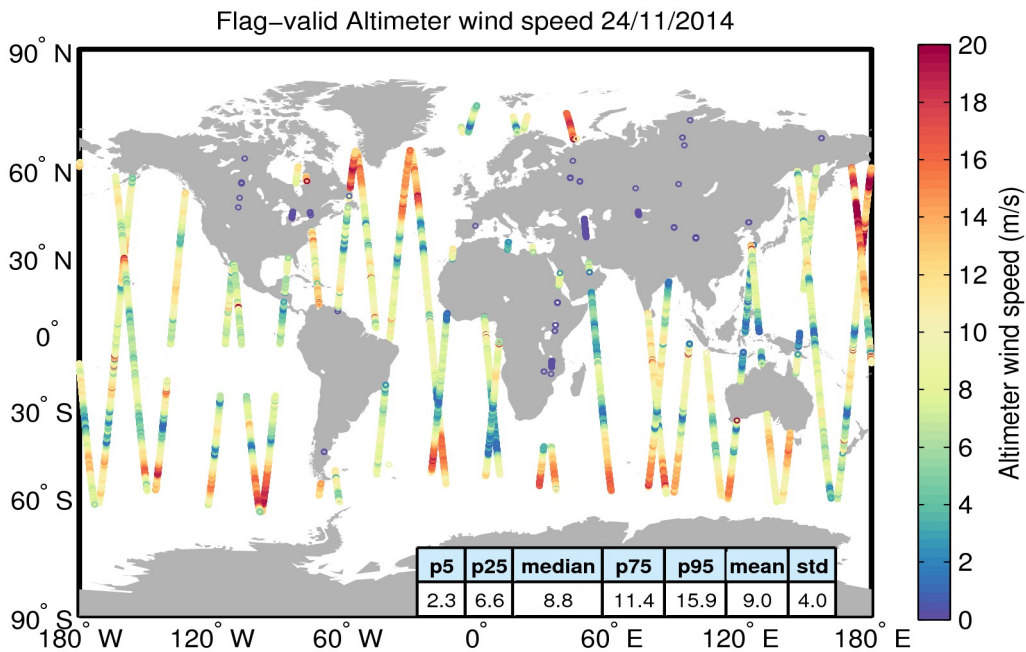 Flag−valid Altimeter wind speed 24/11/2014
90° N
60° N
30° N
0°
30° S
60° S
90° S
180° W
120° W
60° W
0°
60° E
120° E
180° E
p5 p25 median p75 p95 mean std
2.3 6.6 8.8 11.4 15.9 9.0 4.0
20
18
16
14
12
10
8
6
4
2
0
Altimeter wind speed (m/s)